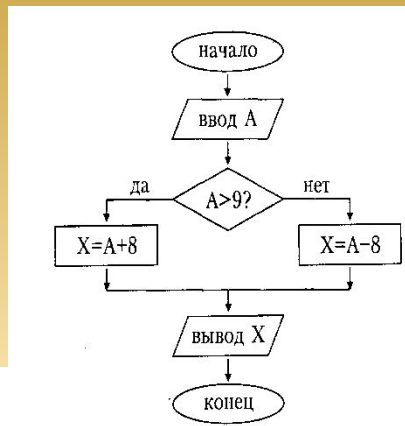 начало
ввод А
А>9?
да
нет
X=A+8
X=A−8
вывод X
конец